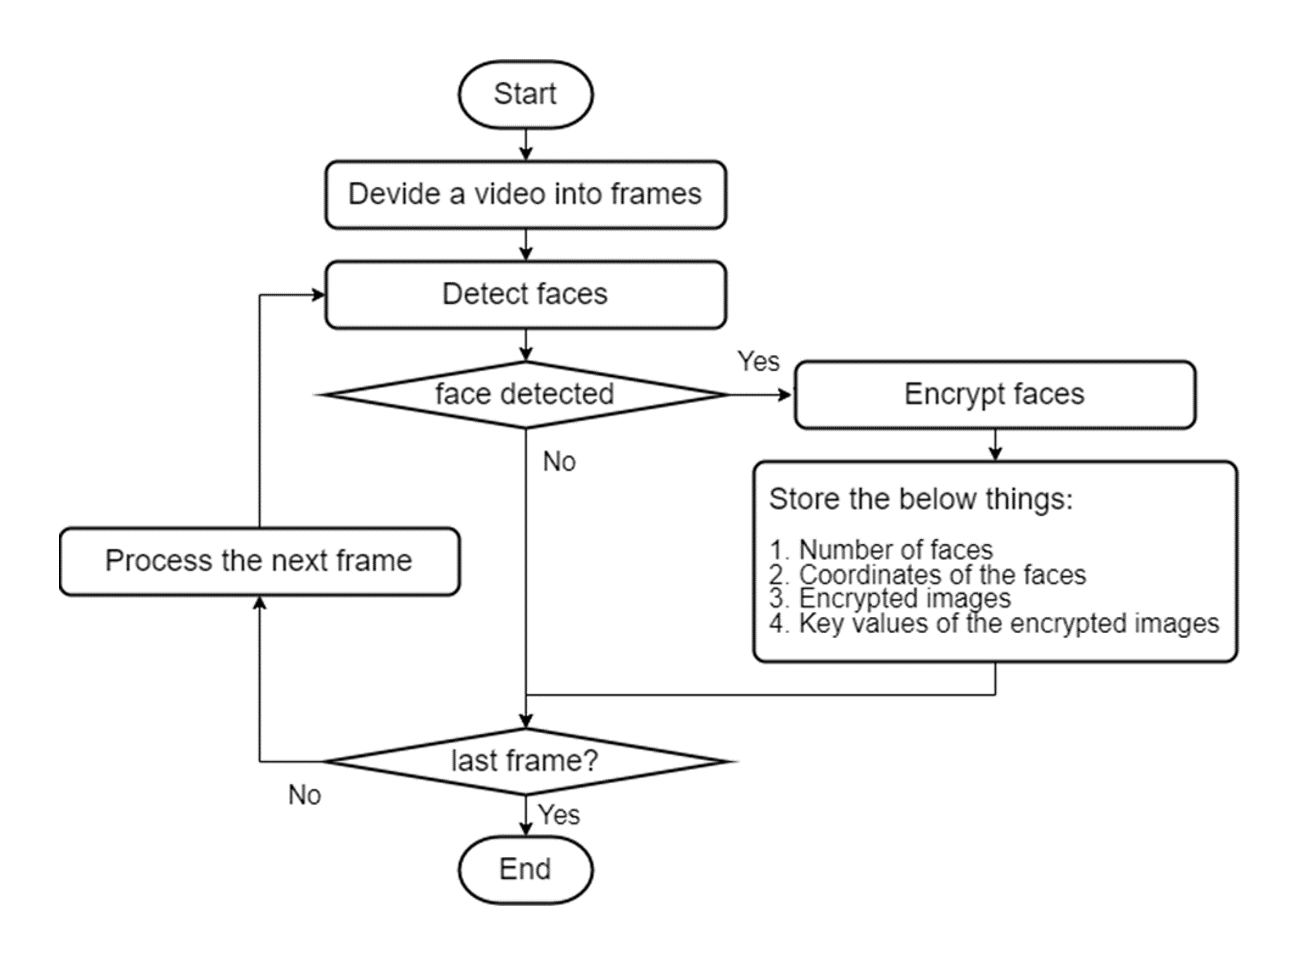 Start
Devide a video into frames
Detect faces
face detected
Yes
Encrypt faces
No
Store the below things:
1. Number of faces
2. Coordinates of the faces
3. Encrypted images
4. Key values of the encrypted images
Process the next frame
last frame?
No
Yes
End